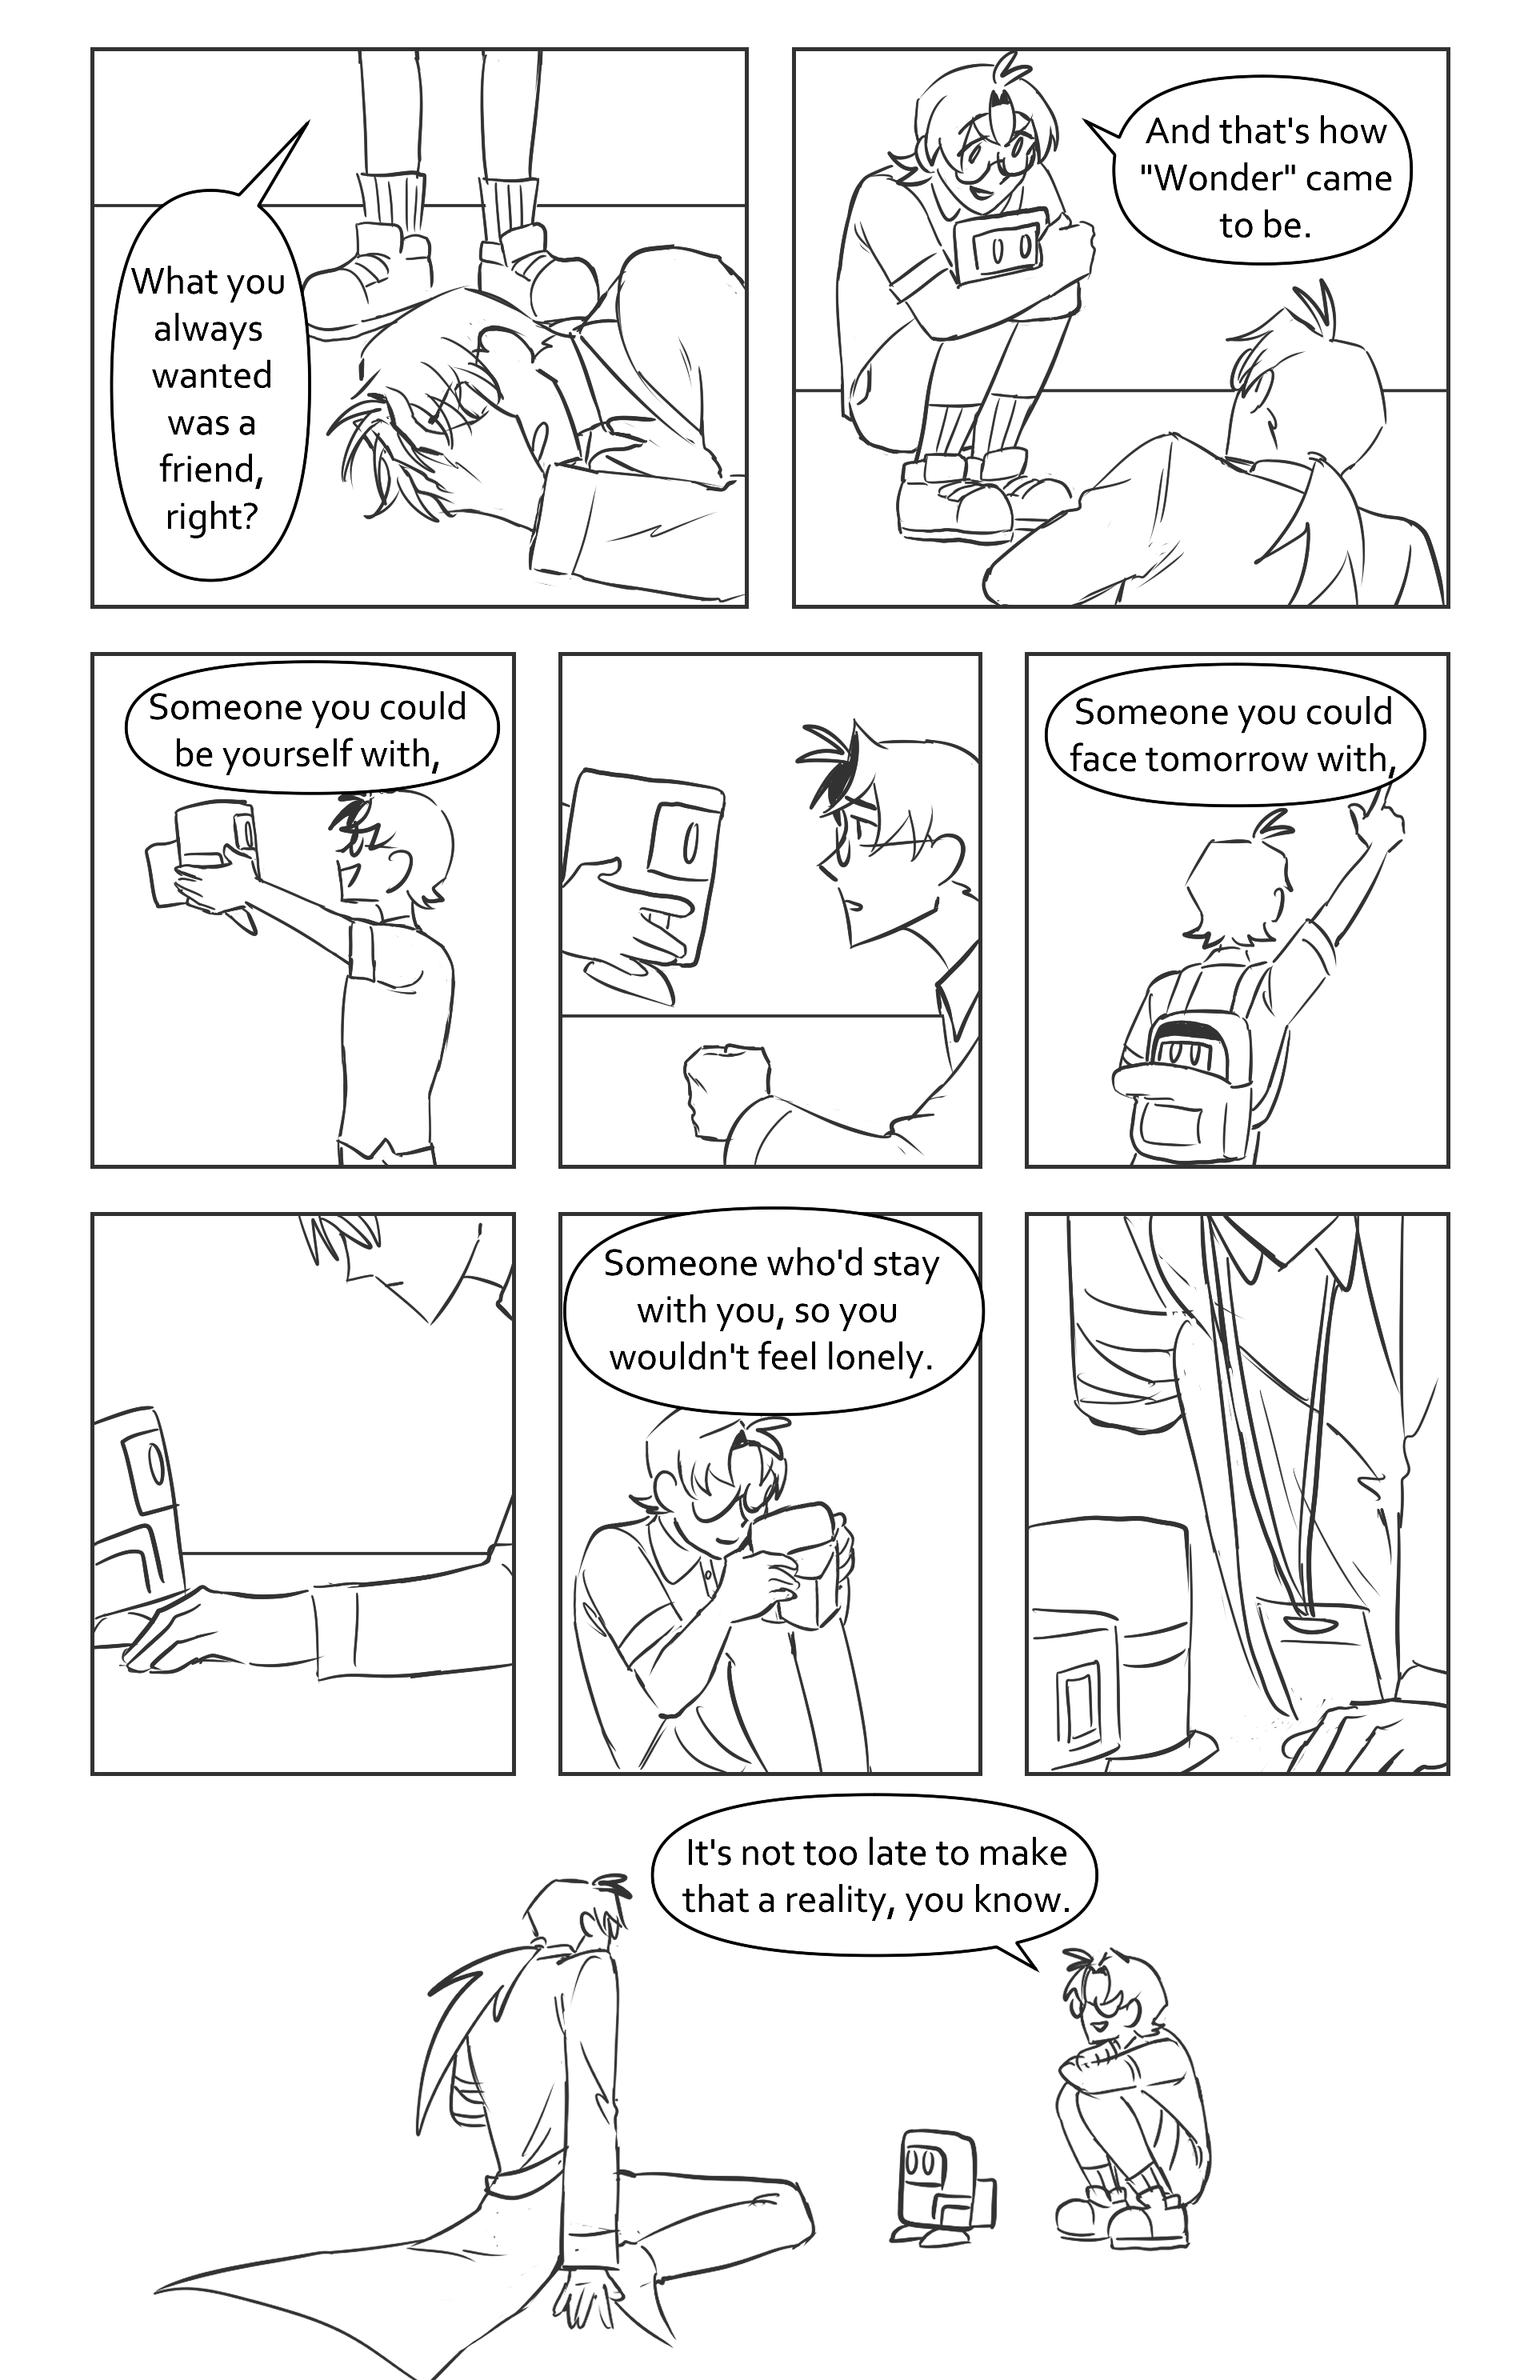 What you
always
wanted
was a
friend,
right?
And that's how
"Wonder" came
to be.
Someone you could
be yourself with,
Someone you could
face tomorrow with,
Someone who'd stay
with you, so you
wouldn't feel lonely.
It's not too late to make
that a reality, you know.